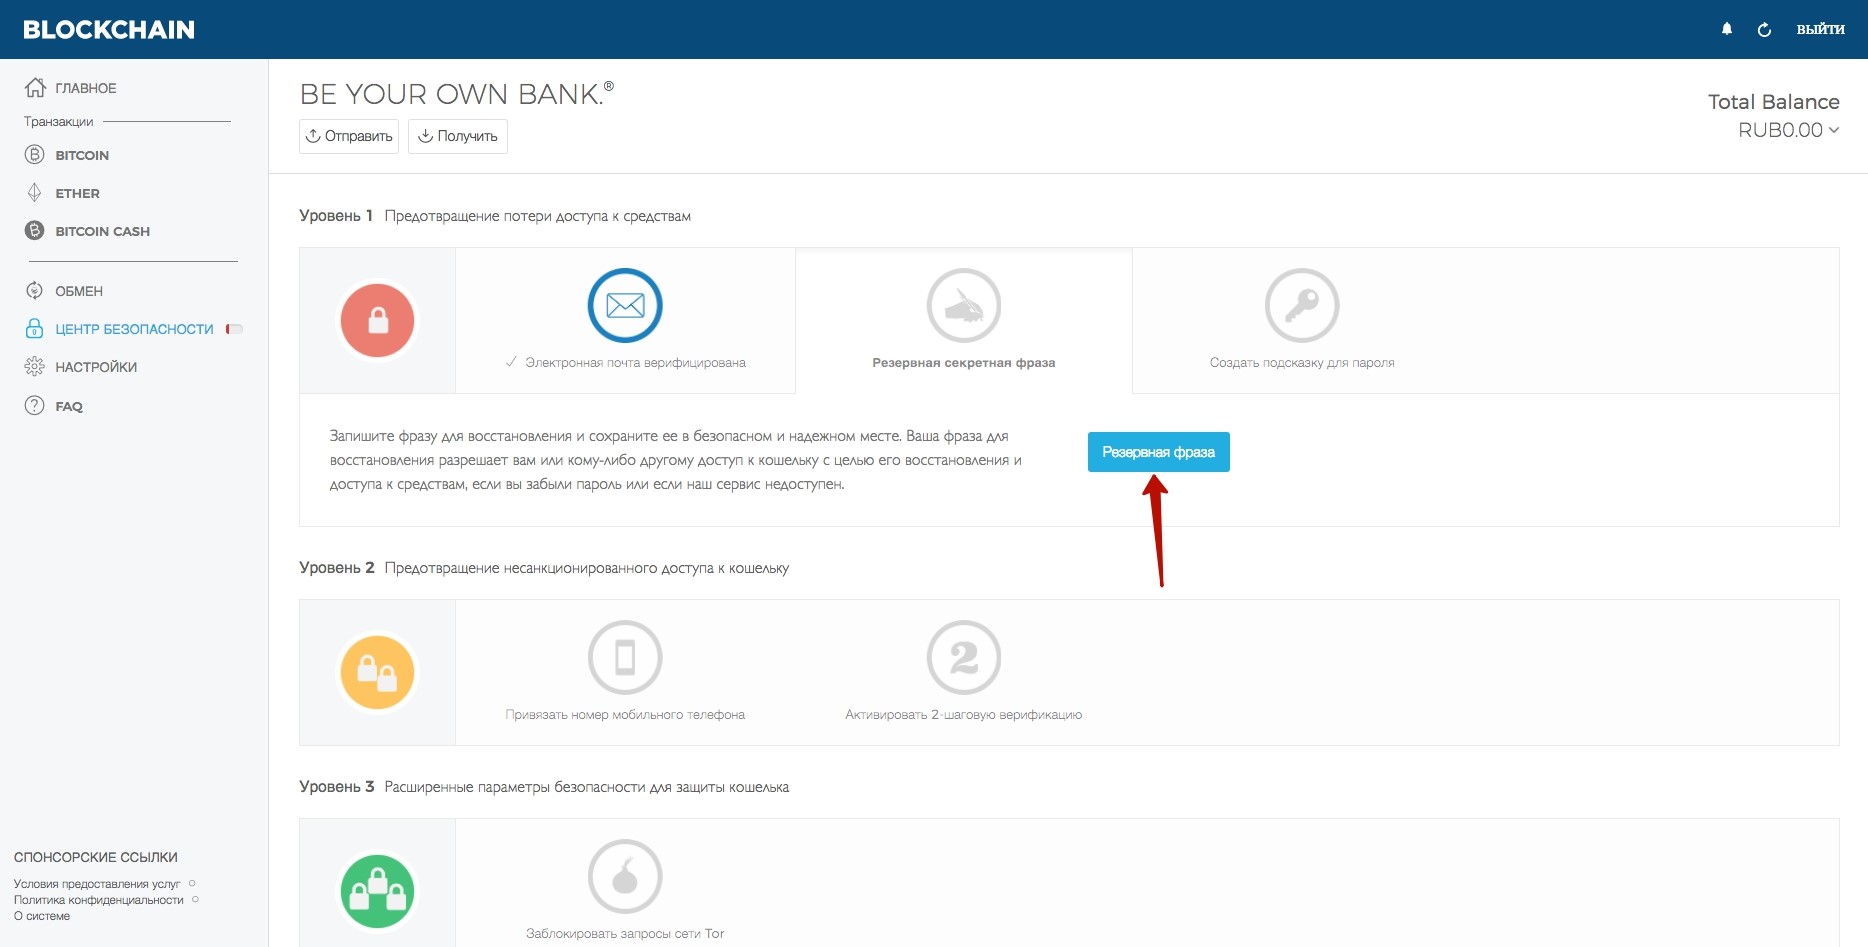 BLOCKCHAIN
ВЫЙТИ
ГЛАВНОЕ
Транзакции
BITCOIN
ETHER
BITCOIN CASH
ОБМЕН
ЦЕНТР БЕЗОПАСНОСТИ
НАСТРОЙКИ
FAQ
СПОНСОРСКИЕ ССЫЛКИ
Условия предоставления услуг
Политика конфиденциальности
О системе
BE YOUR OWN BANK.®
Отправить
Получить
Total Balance
RUB0.00
Уровень 1 Предотвращение потери доступа к средствам
Электронная почта верифицирована
Резервная секретная фраза
Создать подсказку для пароля
Запишите фразу для восстановления и сохраните ее в безопасном и надежном месте. Ваша фраза для
восстановления разрешает вам или кому-либо другому доступ к кошельку с целью его восстановления и
доступа к средствам, если вы забыли пароль или если наш сервис недоступен.
Резервная фраза
Уровень 2 Предотвращение несанкционированного доступа к кошельку
2
Привязать номер мобильного телефона
Активировать 2-шаговую верификацию
Уровень 3 Расширенные параметры безопасности для защиты кошелька
Заблокировать запросы сети Tor